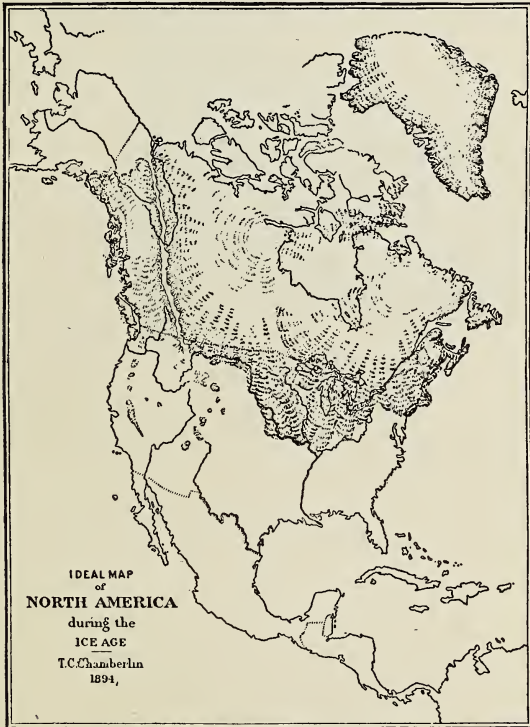 IDEAL MAP
of
NORTH AMERICA
during the
ICE AGE
T.C.Chamberlin
1894,